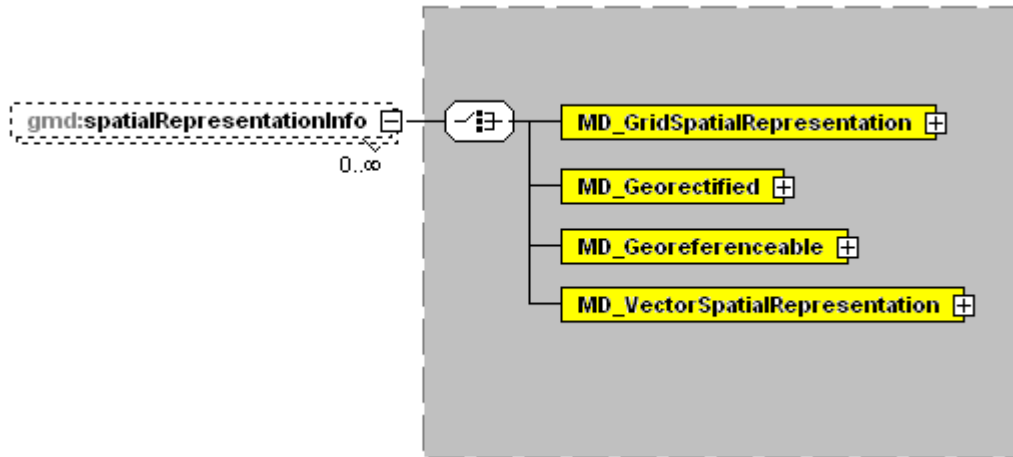 gmd:spatialRepresentationInfo
0..∞
MD_GridSpatialRepresentation
MD_Georectified
MD_Georeferenceable
MD_VectorSpatialRepresentation